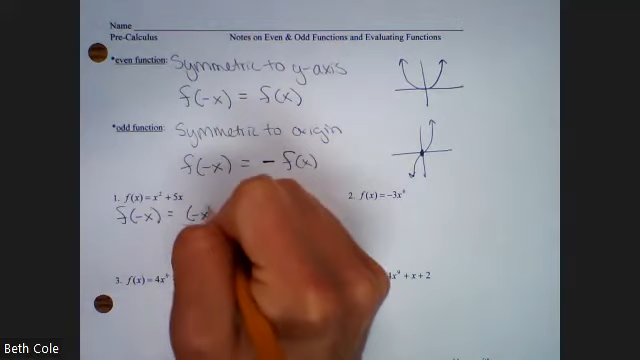 Name
Pre-Calculus Notes on Even & Odd Functions and Evaluating Functions
*even function: Symmetric to y-axis
f(-x) = f(x)
*odd function: Symmetric to origin
f(-x) = - f(x)
1. f(x) = x² + 5x 2. f(x) = -3x⁴
f(-x) = (-x
3. f(x) = 4x⁶ + x + 2
Beth Cole